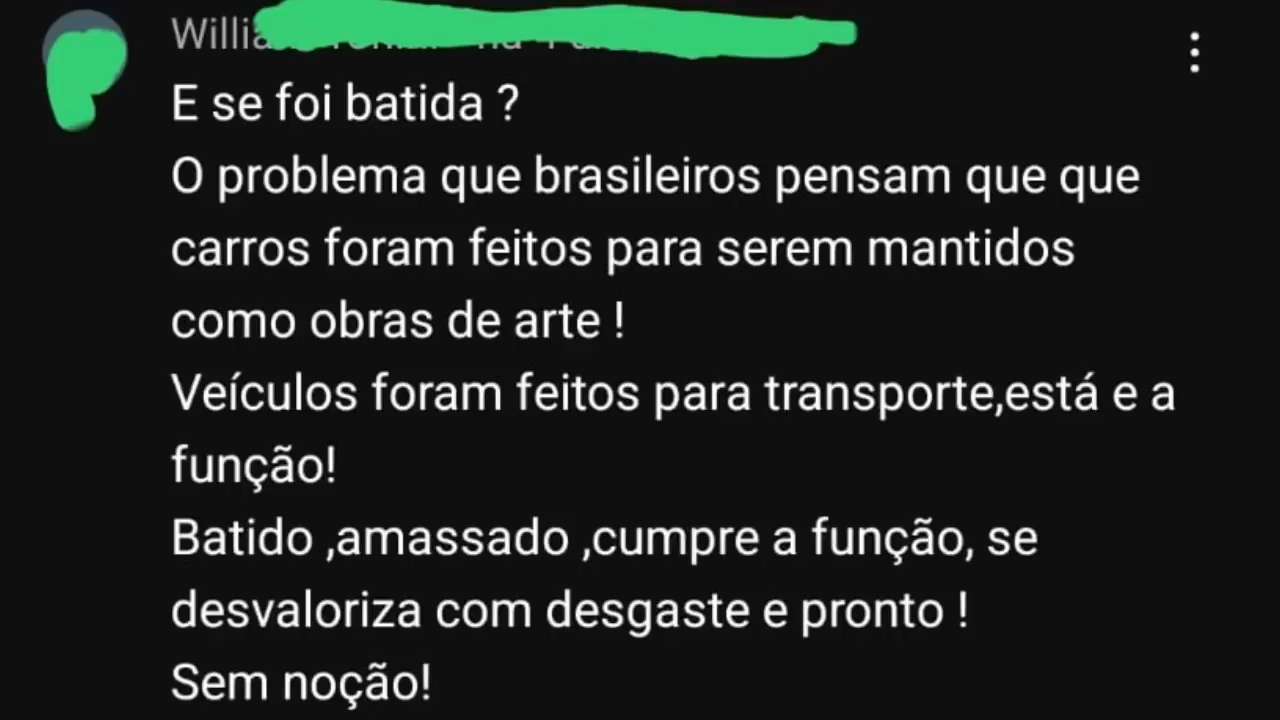 E se foi batida ?
O problema que brasileiros pensam que que
carros foram feitos para serem mantidos
como obras de arte !
Veículos foram feitos para transporte,está e a
função!
Batido ,amassado ,cumpre a função, se
desvaloriza com desgaste e pronto !
Sem noção!